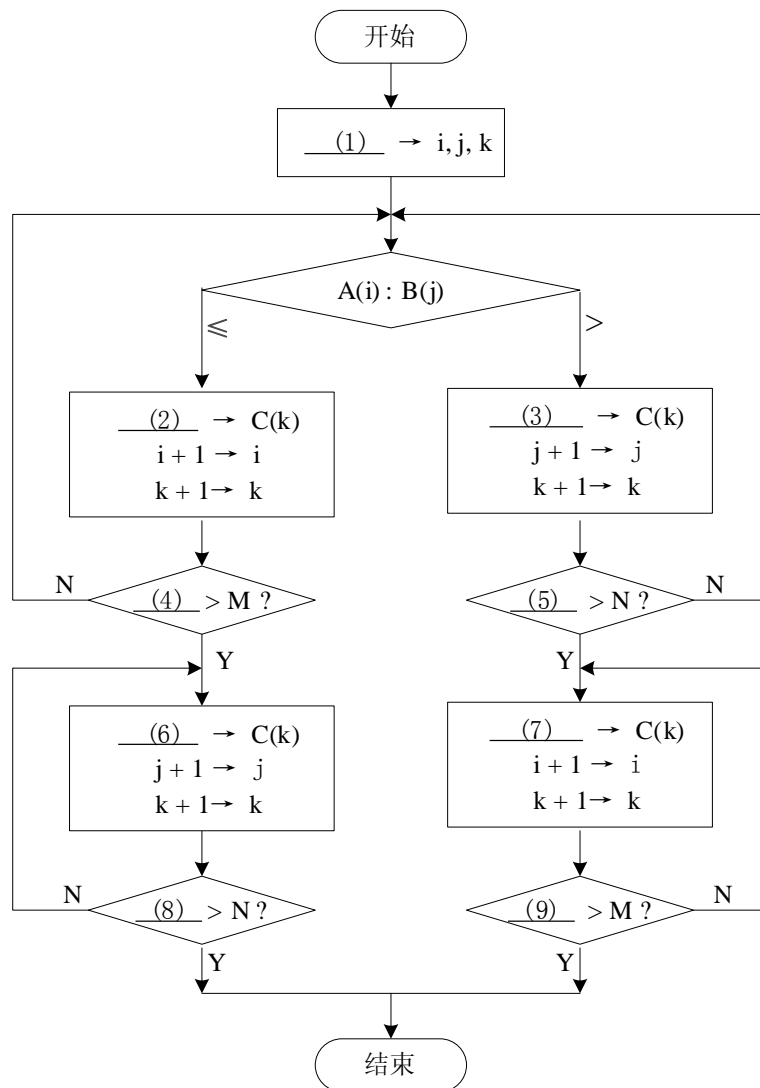 开始
(1) → i, j, k
A(i) : B(j)
≤ >
(2) → C(k)
i + 1 → i
k + 1 → k
(3) → C(k)
j + 1 → j
k + 1 → k
N (4) > M ? Y
(5) > N ? N Y
(6) → C(k)
j + 1 → j
k + 1 → k
(7) → C(k)
i + 1 → i
k + 1 → k
N (8) > N ? Y
(9) > M ? N Y
结束